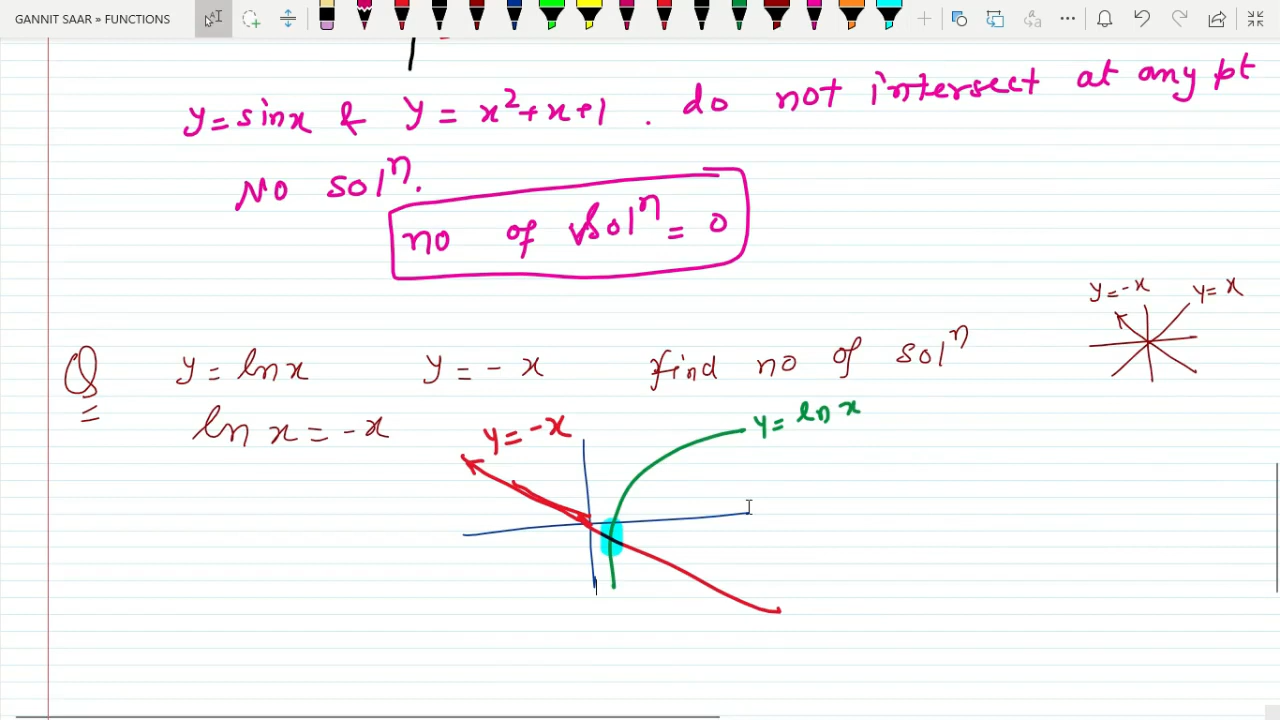 GANNIT SAAR » FUNCTIONS
y=sinx & y = x²+x+1 . do not intersect at any pt
No solⁿ.
no of solⁿ = 0
y=-x y=x
Q y = lnx y = - x find no of solⁿ
ln x = -x
y=-x
y= ln x